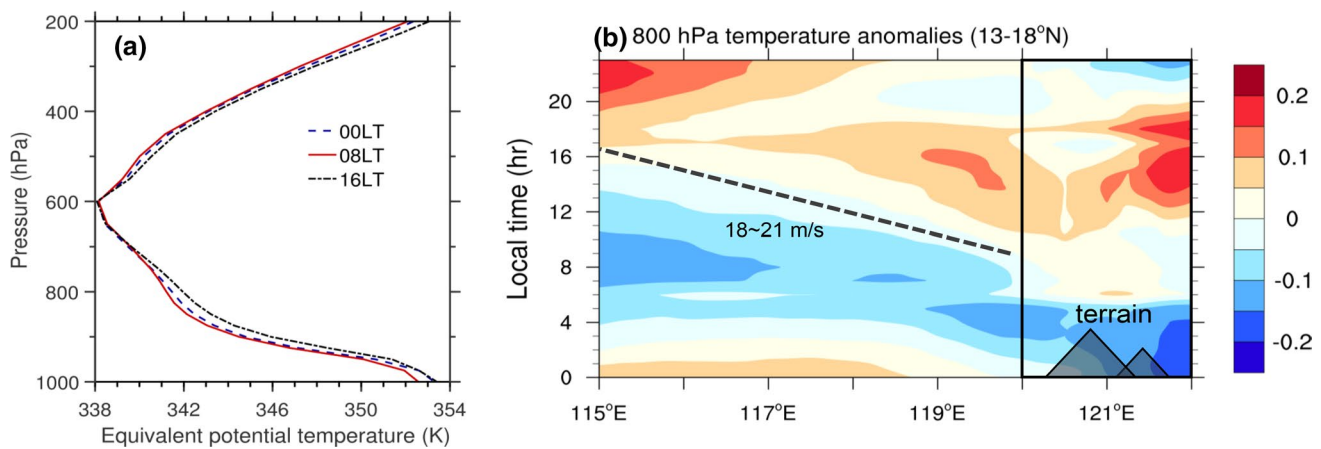 (a)
200
400
600
800
1000
Pressure (hPa)
00LT
08LT
16LT
338 342 346 350 354
Equivalent potential temperature (K)
(b) 800 hPa temperature anomalies (13-18°N)
20
16
12
8
4
0
Local time (hr)
18~21 m/s
terrain
115°E 117°E 119°E 121°E
0.2
0.1
0
-0.1
-0.2